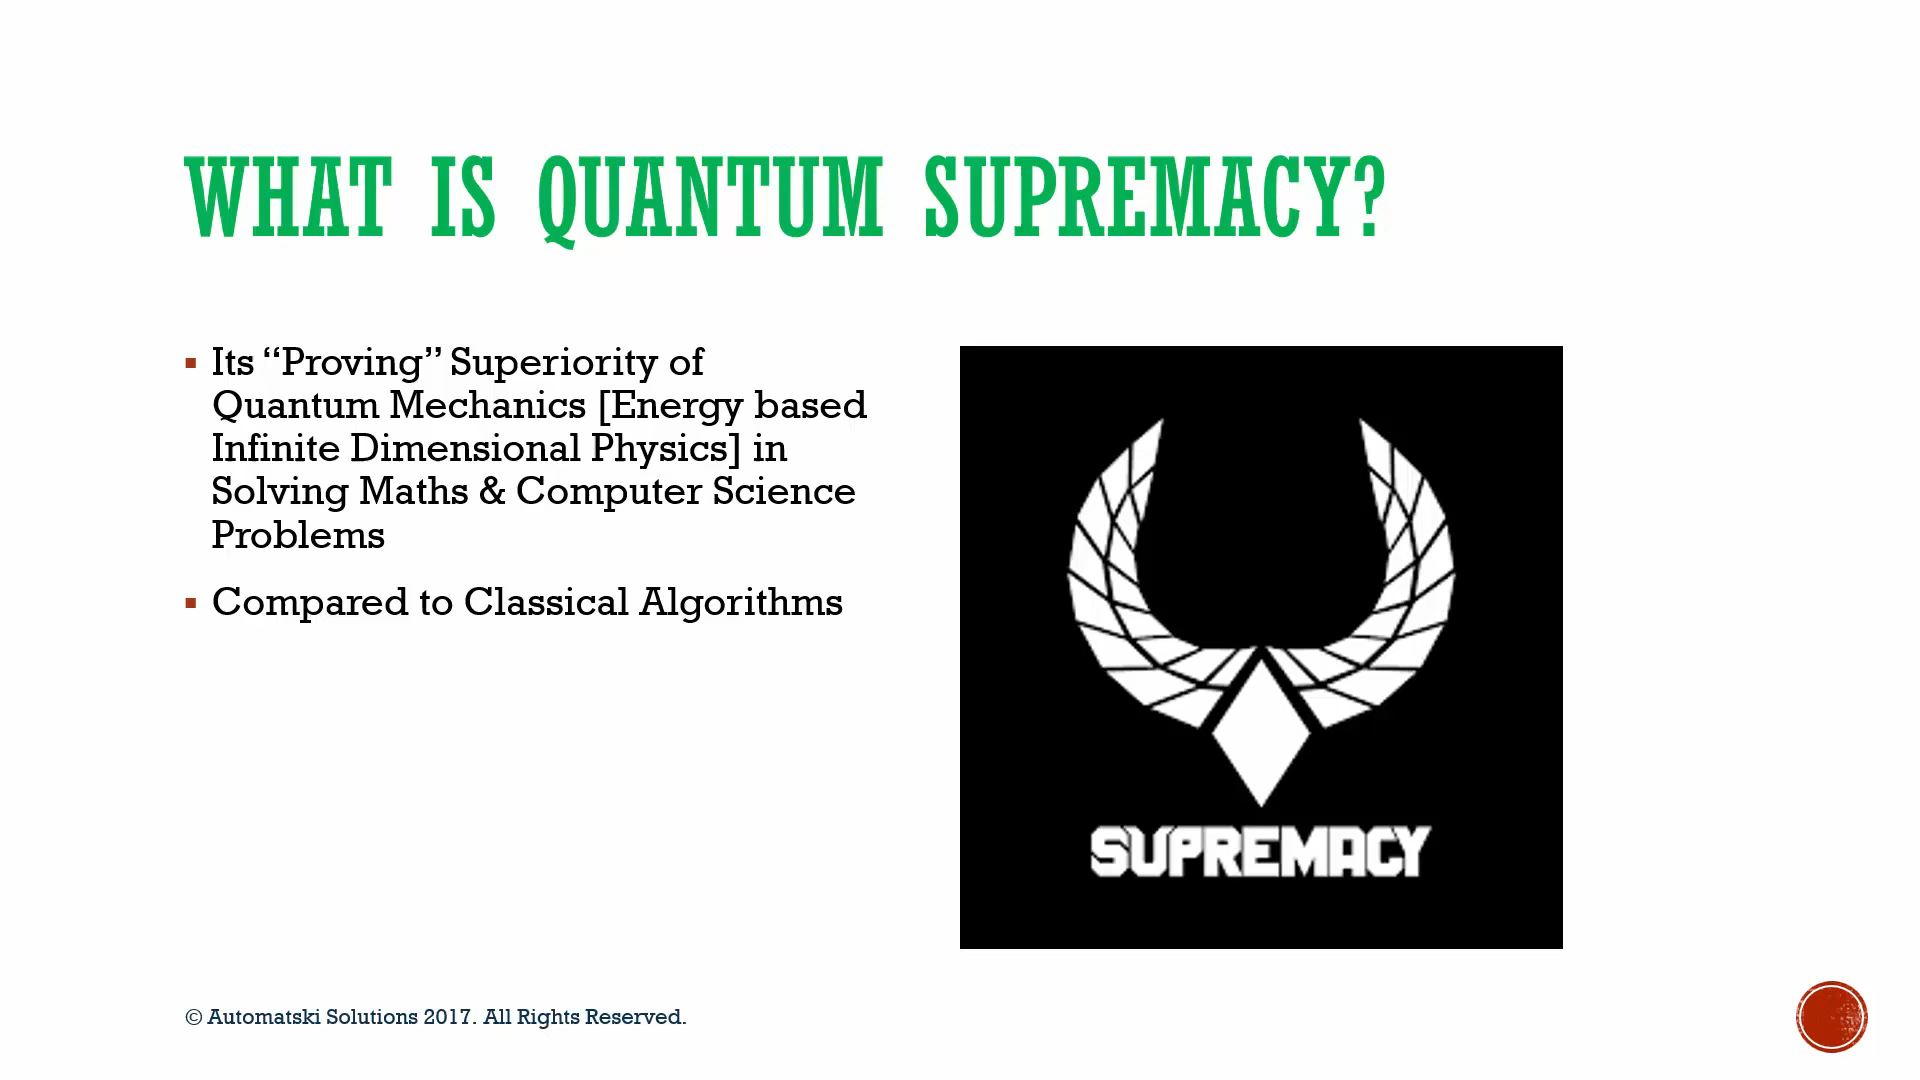 WHAT IS QUANTUM SUPREMACY?
▪ Its “Proving” Superiority of
Quantum Mechanics [Energy based
Infinite Dimensional Physics] in
Solving Maths & Computer Science
Problems
▪ Compared to Classical Algorithms
SUPREMACY
© Automatski Solutions 2017. All Rights Reserved.